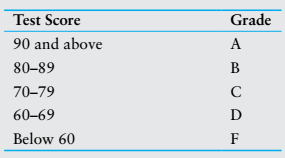 Test Score Grade
90 and above A
80–89 B
70–79 C
60–69 D
Below 60 F